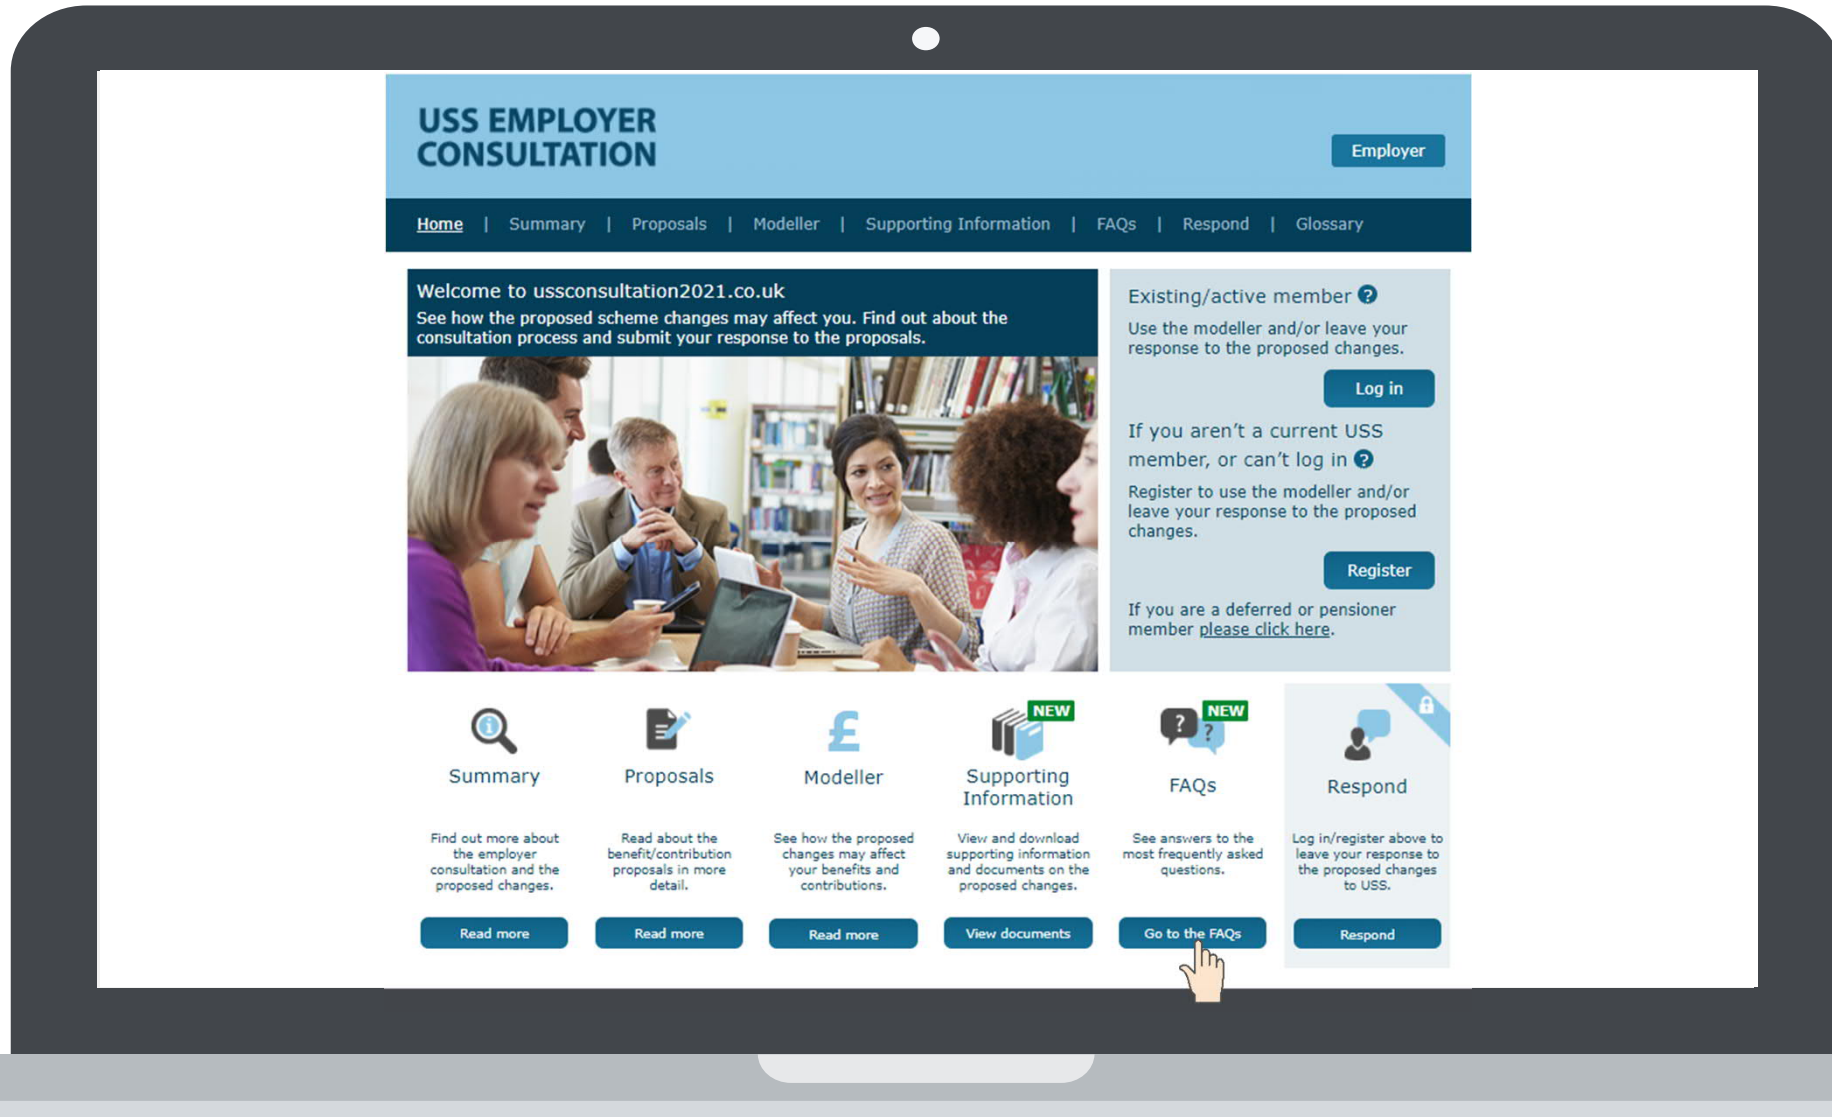 USS EMPLOYER
CONSULTATION
Employer
Home | Summary | Proposals | Modeller | Supporting Information | FAQs | Respond | Glossary
Welcome to ussconsultation2021.co.uk
See how the proposed scheme changes may affect you. Find out about the
consultation process and submit your response to the proposals.
Existing/active member ?
Use the modeller and/or leave your
response to the proposed changes.
Log in
If you aren't a current USS
member, or can't log in ?
Register to use the modeller and/or
leave your response to the proposed
changes.
Register
If you are a deferred or pensioner
member please click here.
Summary
Find out more about
the employer
consultation and the
proposed changes.
Read more
Proposals
Read about the
benefit/contribution
proposals in more
detail.
Read more
£
Modeller
See how the proposed
changes may affect
your benefits and
contributions.
Read more
NEW
Supporting
Information
View and download
supporting information
and documents on the
proposed changes.
View documents
NEW
? ?
FAQs
See answers to the
most frequently asked
questions.
Go to the FAQs
Respond
Log in/register above to
leave your response to
the proposed changes
to USS.
Respond